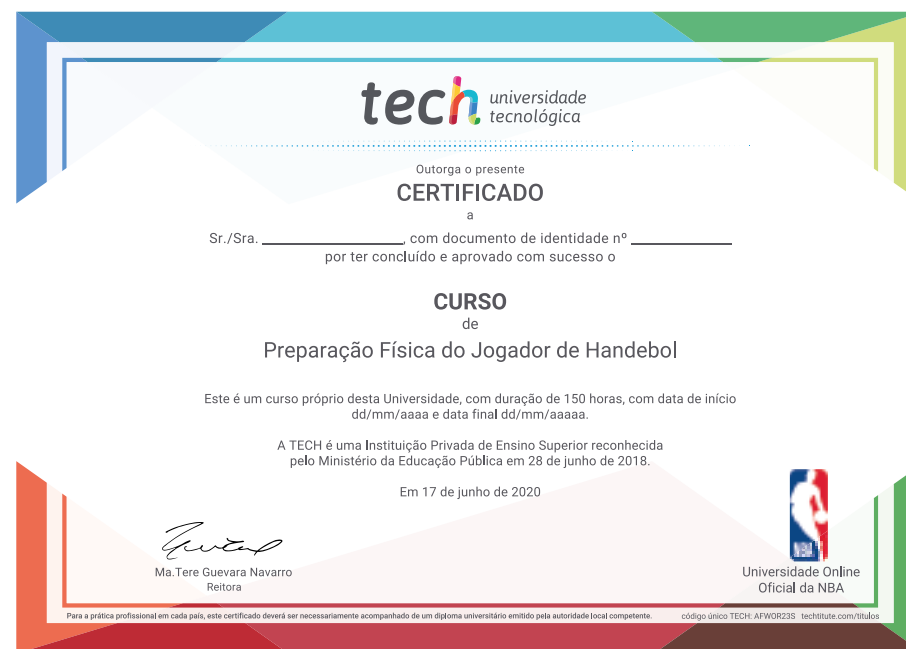 tech universidade
tecnológica
Outorga o presente
CERTIFICADO
a
Sr./Sra. ____________, com documento de identidade nº ____________
por ter concluído e aprovado com sucesso o
CURSO
de
Preparação Física do Jogador de Handebol
Este é um curso próprio desta Universidade, com duração de 150 horas, com data de início
dd/mm/aaaa e data final dd/mm/aaaaa.
A TECH é uma Instituição Privada de Ensino Superior reconhecida
pelo Ministério da Educação Pública em 28 de junho de 2018.
Em 17 de junho de 2020
Ma.Tere Guevara Navarro
Reitora
NBA
Universidade Online
Oficial da NBA
Para a prática profissional em cada país, este certificado deverá ser necessariamente acompanhado de um diploma universitário emitido pela autoridade local competente. código único TECH: AFWOR23S techtitute.com/titulos